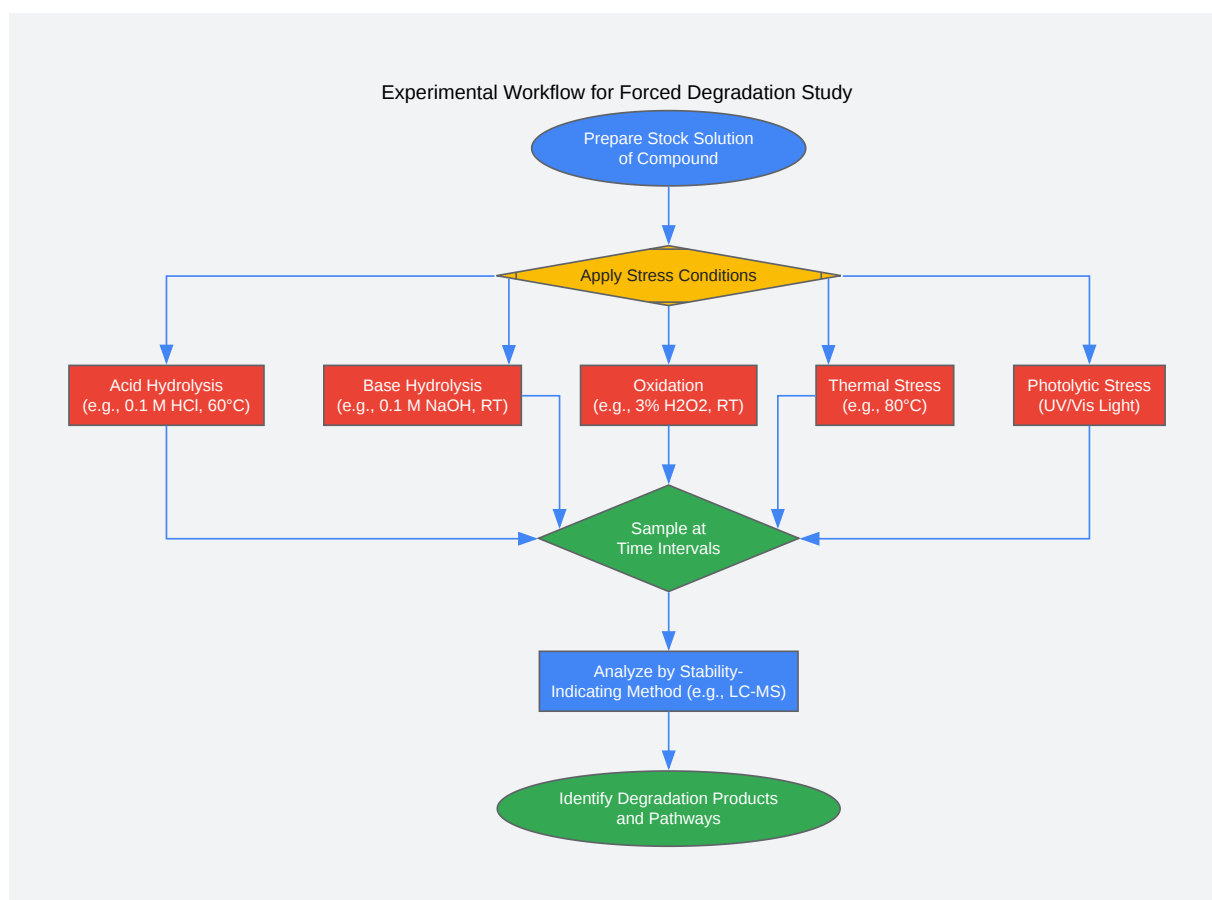 Experimental Workflow for Forced Degradation Study
Prepare Stock Solution
of Compound
Apply Stress Conditions
Acid Hydrolysis
(e.g., 0.1 M HCl, 60°C)
Base Hydrolysis
(e.g., 0.1 M NaOH, RT)
Oxidation
(e.g., 3% H2O2, RT)
Thermal Stress
(e.g., 80°C)
Photolytic Stress
(UV/Vis Light)
Sample at
Time Intervals
Analyze by Stability-
Indicating Method (e.g., LC-MS)
Identify Degradation Products
and Pathways